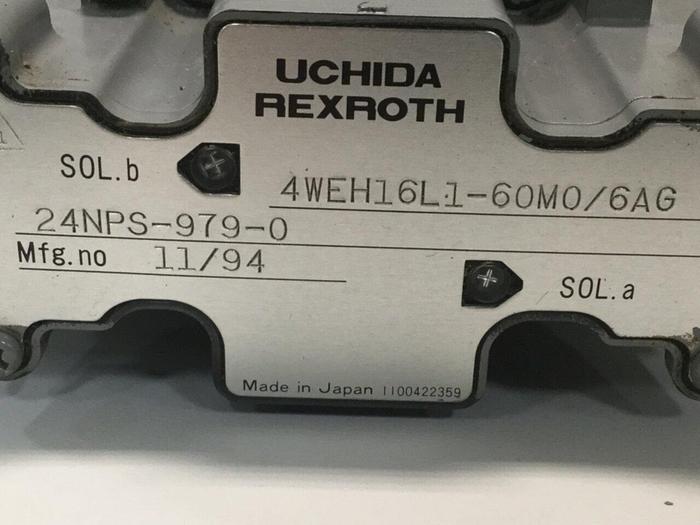 UCHIDA
REXROTH
SOL.b
4WEH16L1-60M0/6AG
24NPS-979-0
Mfg.no 11/94
SOL.a
Made in Japan 1100422359